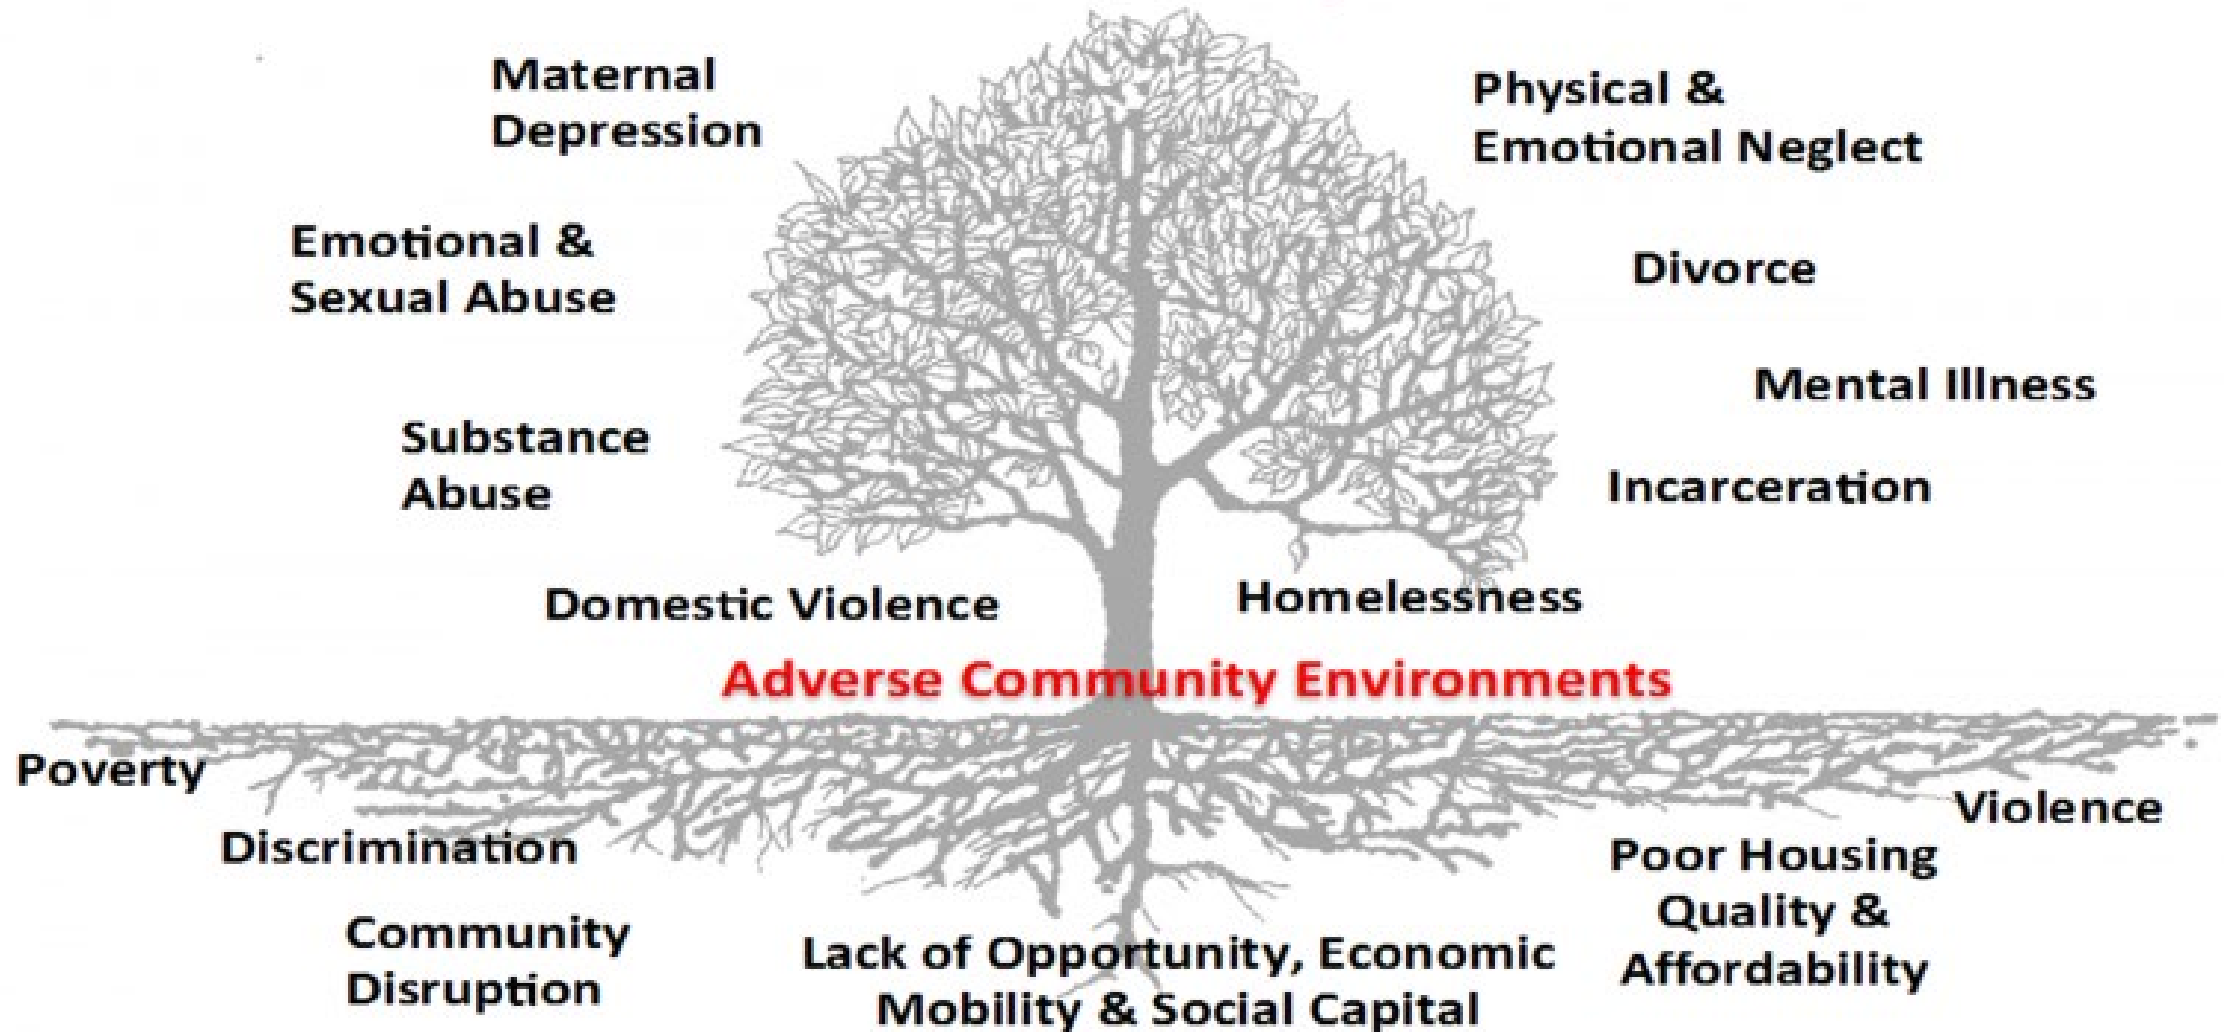 Maternal
Depression
Physical &
Emotional Neglect
Emotional &
Sexual Abuse
Divorce
Mental Illness
Substance
Abuse
Incarceration
Domestic Violence
Homelessness
Adverse Community Environments
Poverty
Violence
Discrimination
Poor Housing
Quality &
Affordability
Community
Disruption
Lack of Opportunity, Economic
Mobility & Social Capital